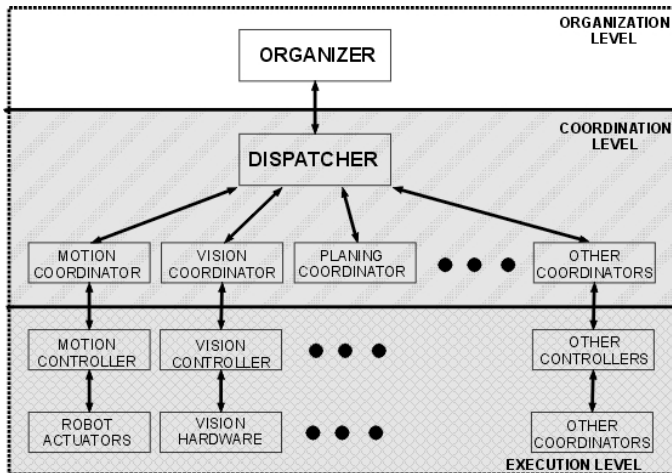 ORGANIZATION
LEVEL
ORGANIZER
COORDINATION
LEVEL
DISPATCHER
MOTION
COORDINATOR
VISION
COORDINATOR
PLANING
COORDINATOR
OTHER
COORDINATORS
MOTION
CONTROLLER
VISION
CONTROLLER
OTHER
CONTROLLERS
ROBOT
ACTUATORS
VISION
HARDWARE
OTHER
COORDINATORS
EXECUTION LEVEL